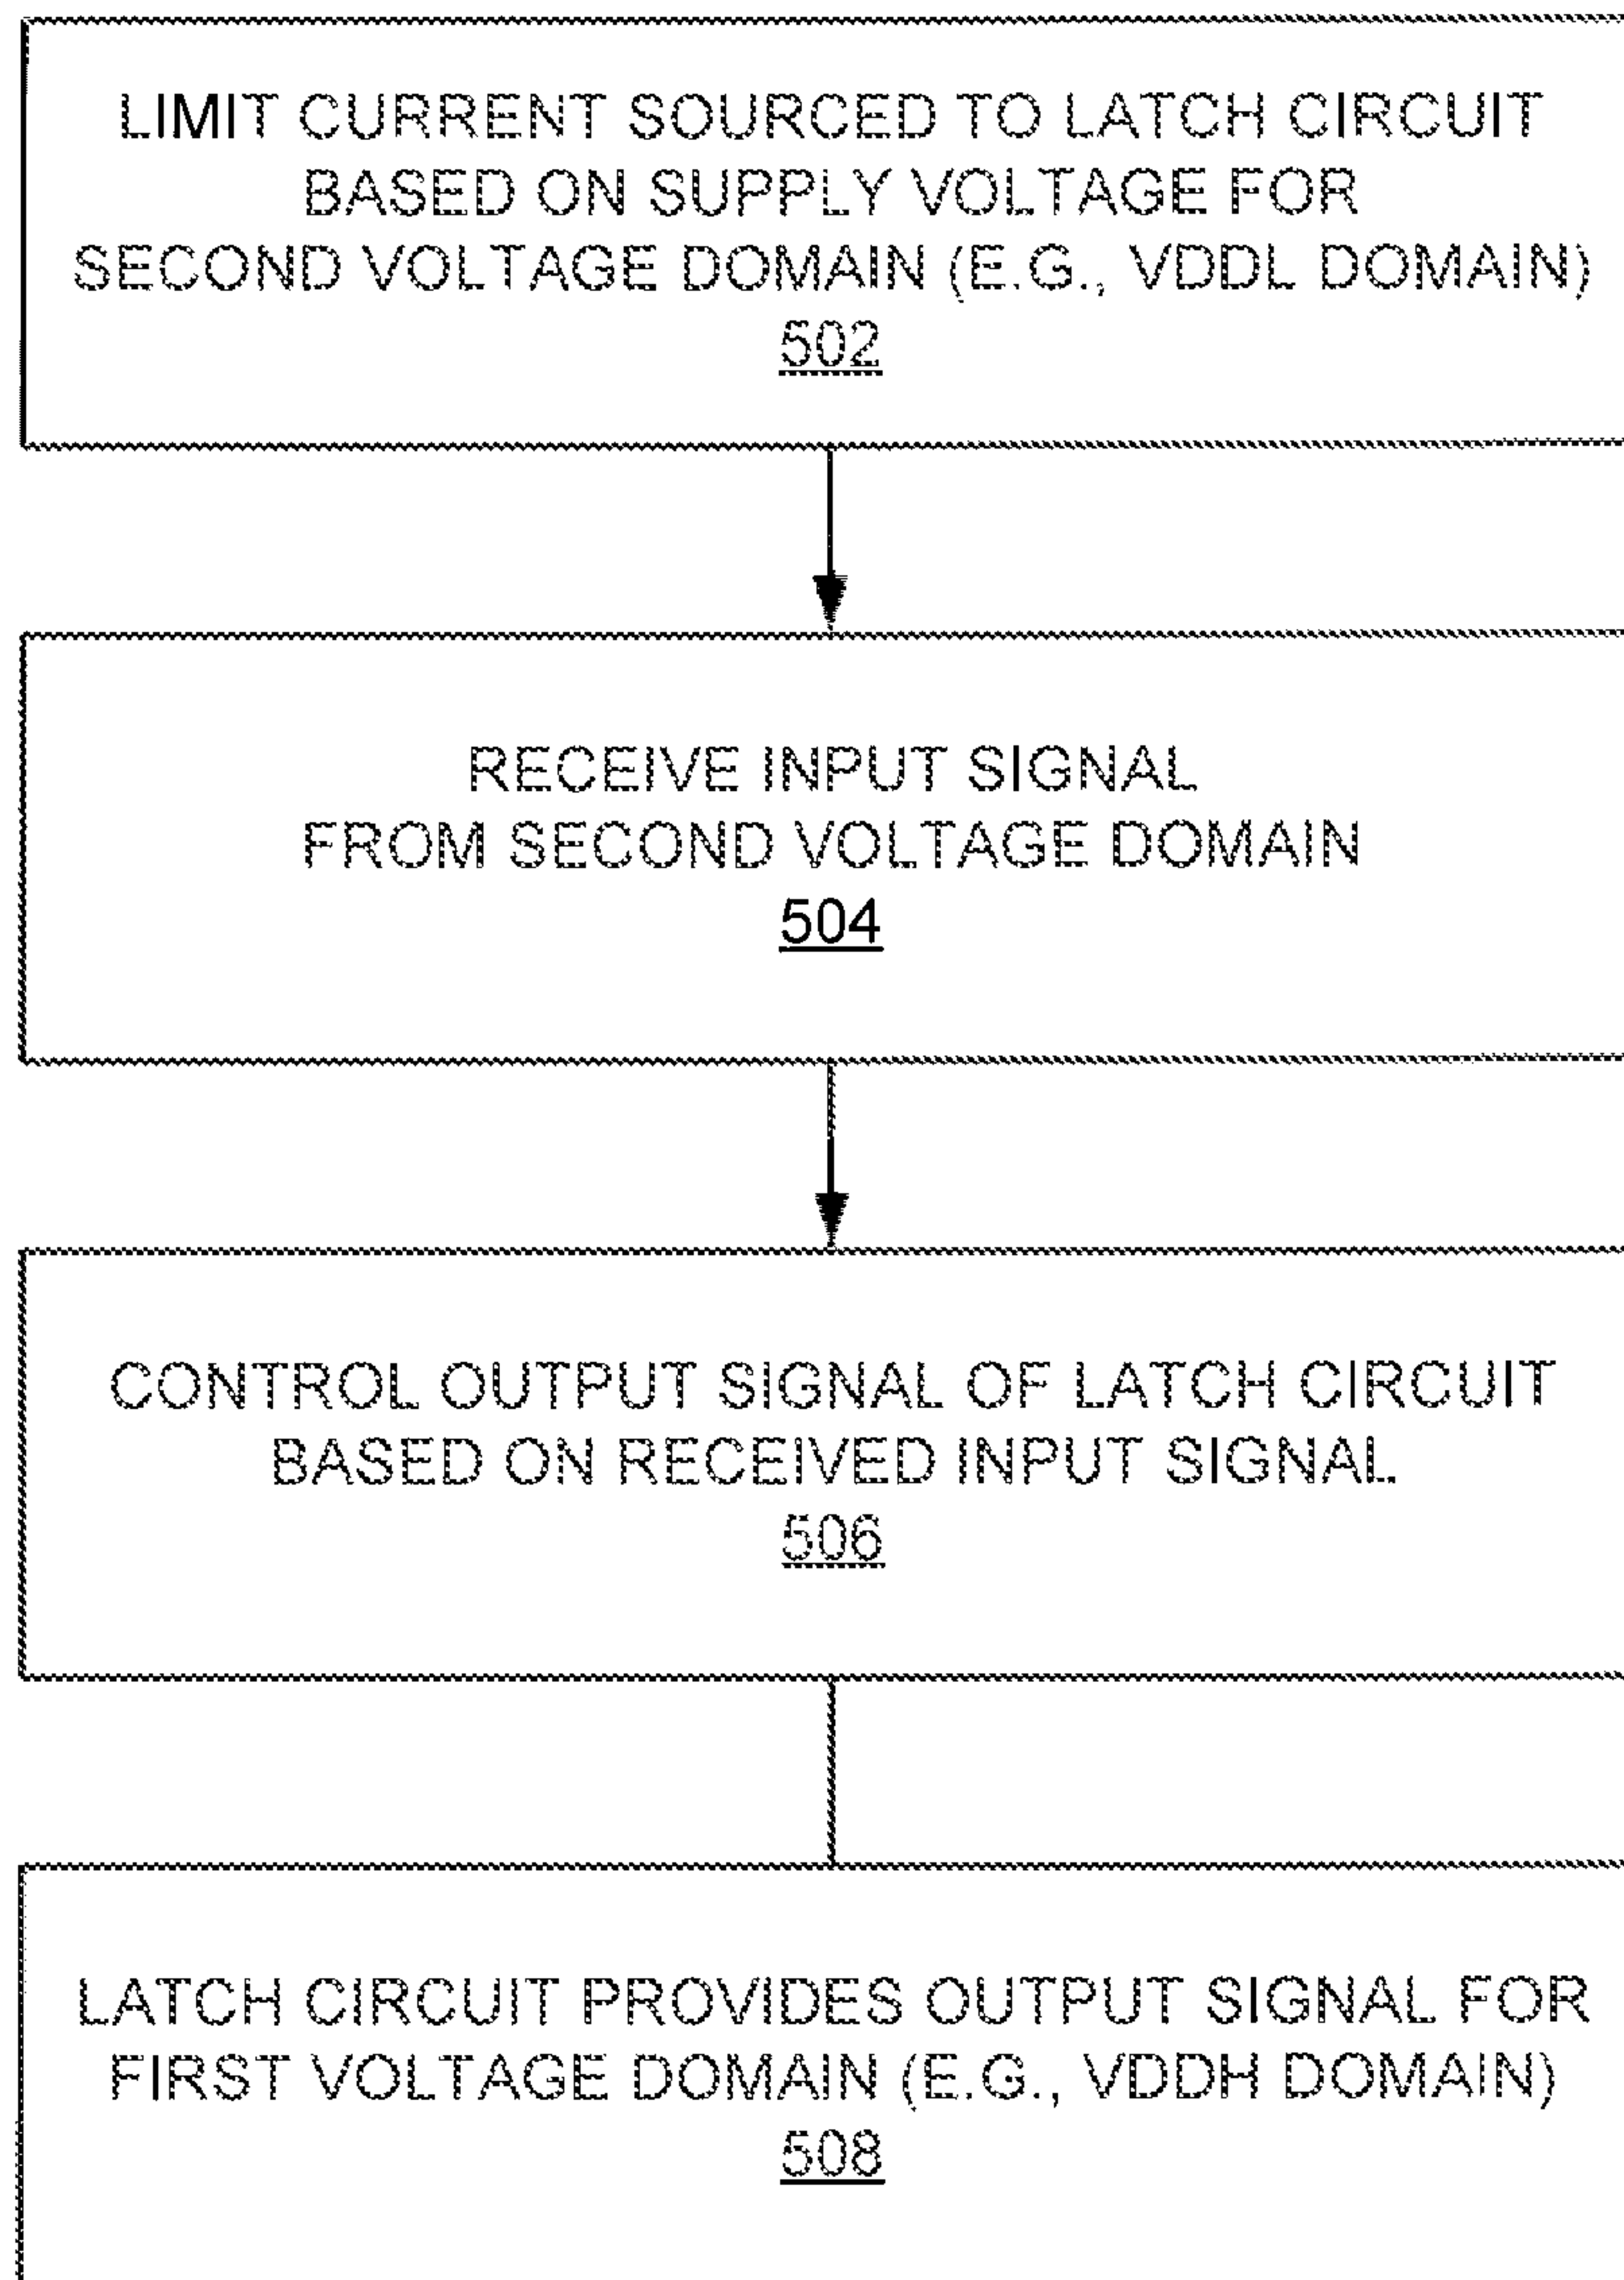 LIMIT CURRENT SOURCED TO LATCH CIRCUIT
BASED ON SUPPLY VOLTAGE FOR
SECOND VOLTAGE DOMAIN (E.G., VDDL DOMAIN)
502
RECEIVE INPUT SIGNAL
FROM SECOND VOLTAGE DOMAIN
504
CONTROL OUTPUT SIGNAL OF LATCH CIRCUIT
BASED ON RECEIVED INPUT SIGNAL
506
LATCH CIRCUIT PROVIDES OUTPUT SIGNAL FOR
FIRST VOLTAGE DOMAIN (E.G., VDDH DOMAIN)
508